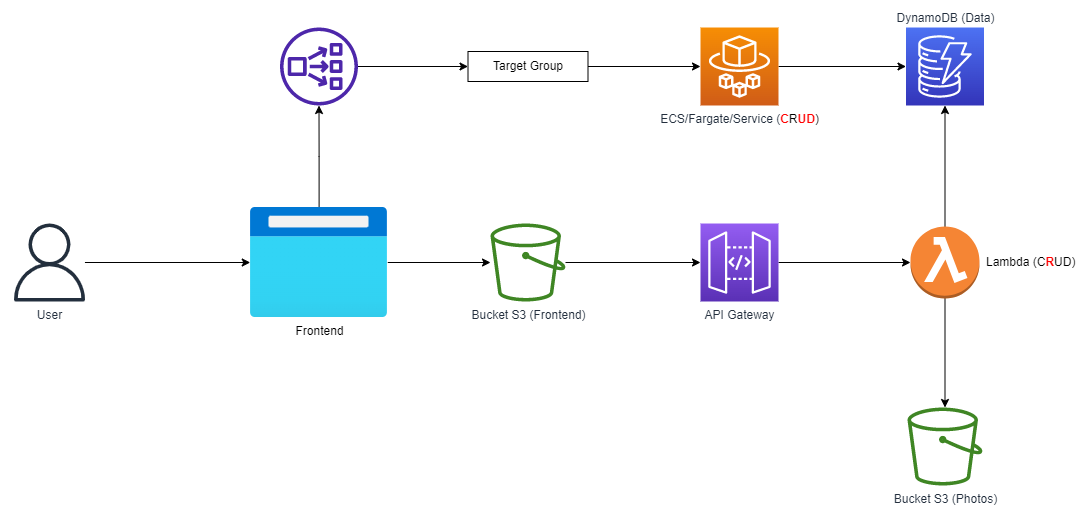 DynamoDB (Data)
Target Group
ECS/Fargate/Service (CRUD)
User
Frontend
Bucket S3 (Frontend)
</>
API Gateway
λ
Lambda (CRUD)
Bucket S3 (Photos)